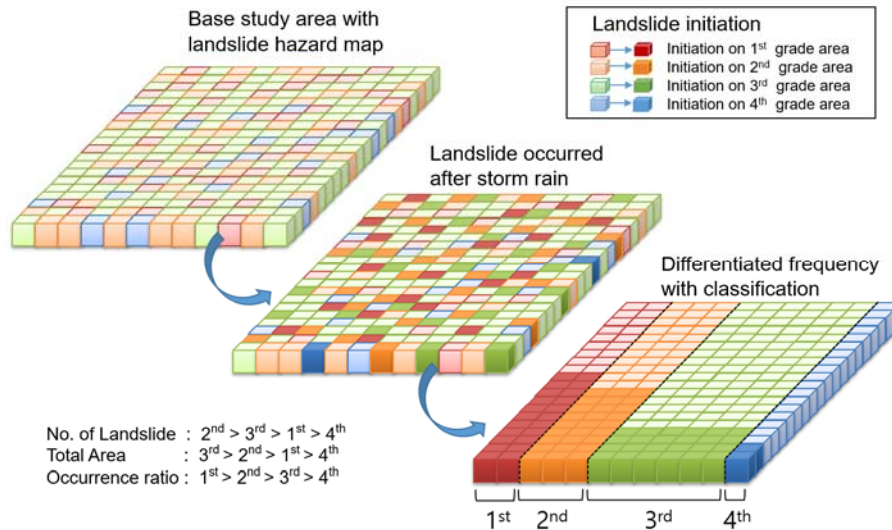 Base study area with
landslide hazard map
Landslide initiation
Initiation on 1st grade area
Initiation on 2nd grade area
Initiation on 3rd grade area
Initiation on 4th grade area
Landslide occurred
after storm rain
Differentiated frequency
with classification
No. of Landslide : 2nd > 3rd > 1st > 4th
Total Area : 3rd > 2nd > 1st > 4th
Occurrence ratio : 1st > 2nd > 3rd > 4th
1st 2nd 3rd 4th